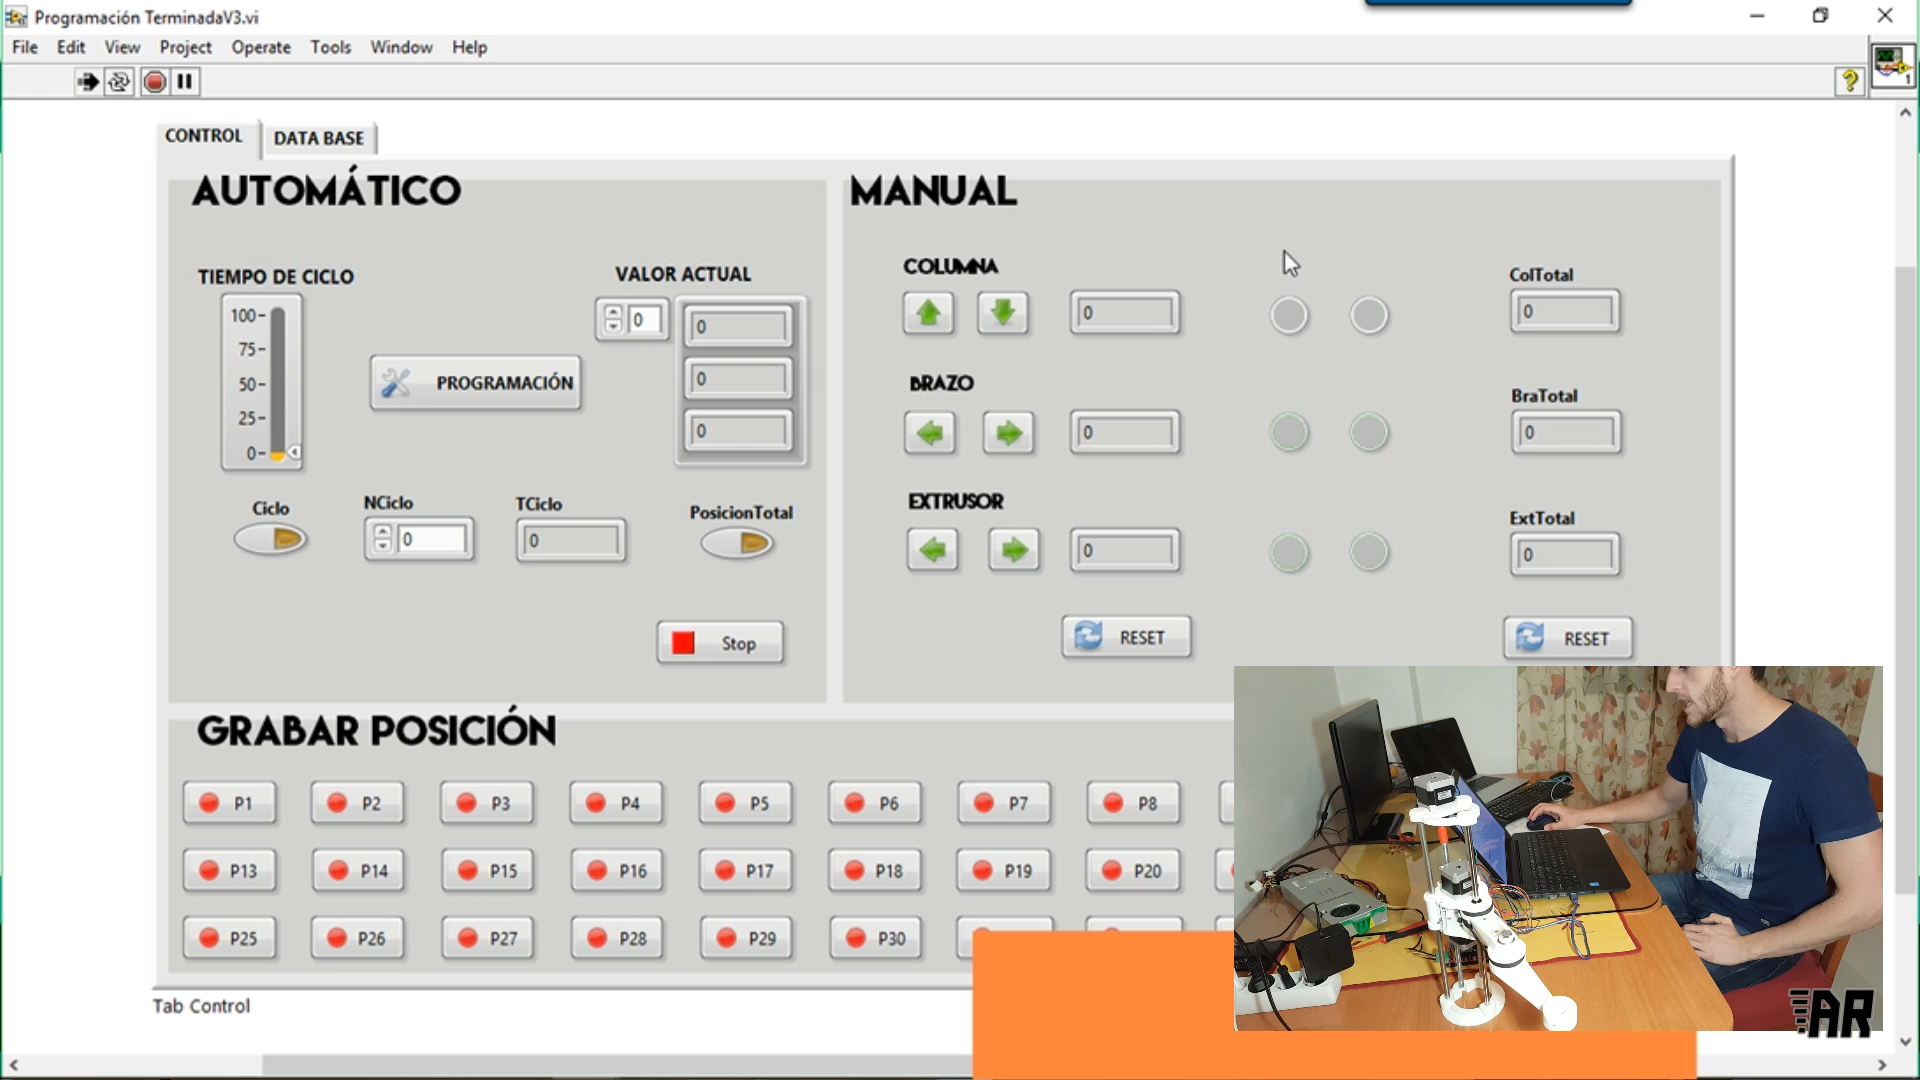 Programación TerminadaV3.vi
File Edit View Project Operate Tools Window Help
1
CONTROL DATA BASE
AUTOMÁTICO
TIEMPO DE CICLO
100
75
50
25
0
PROGRAMACIÓN
VALOR ACTUAL
0
0
0
0
Ciclo
NCiclo
0
TCiclo
0
PosicionTotal
Stop
MANUAL
COLUMNA
0
ColTotal
0
BRAZO
0
BraTotal
0
EXTRUSOR
0
ExtTotal
0
RESET
RESET
GRABAR POSICIÓN
P1 P2 P3 P4 P5 P6 P7 P8
P13 P14 P15 P16 P17 P18 P19 P20
P25 P26 P27 P28 P29 P30
Tab Control
AR